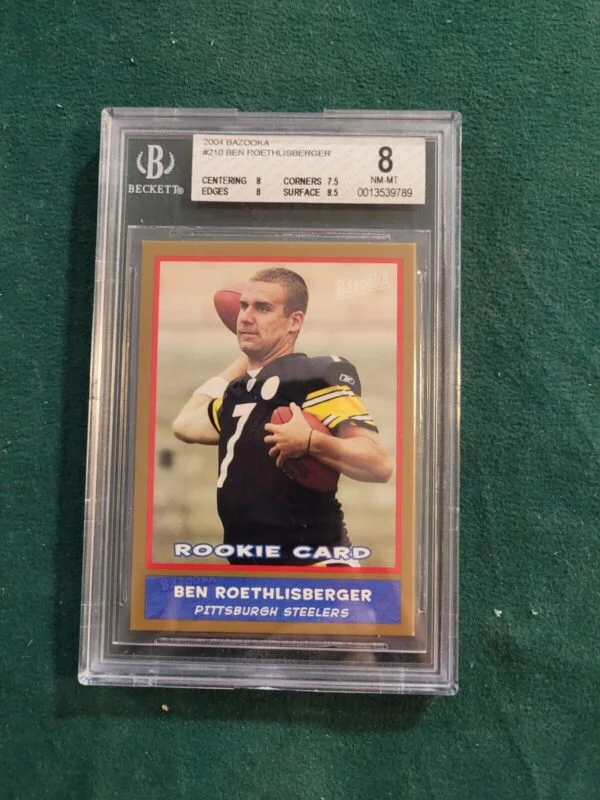 B
BECKETT®
2004 BAZOOKA
#210 BEN ROETHLISBERGER
CENTERING 8 CORNERS 7.5
EDGES 8 SURFACE 8.5
8
NM-MT
0013539789
Bazooka
7
ROOKIE CARD
BAZOOKA
BEN ROETHLISBERGER
PITTSBURGH STEELERS